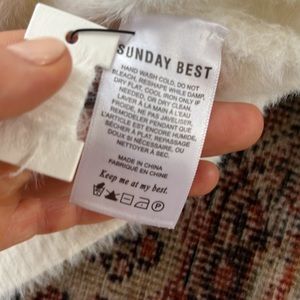 SUNDAY BEST
HAND WASH COLD, DO NOT
BLEACH, RESHAPE WHILE DAMP,
DRY FLAT, COOL IRON ONLY IF
NEEDED, OR DRY CLEAN.
LAVER À LA MAIN À L'EAU
FROIDE, NE PAS JAVELISER,
REMODELER PENDANT QUE
L'ARTICLE EST ENCORE HUMIDE,
SÉCHER À PLAT. REPASSAGE
DOUX SI NÉCESSAIRE, OU
NETTOYER À SEC.
MADE IN CHINA
FABRIQUÉ EN CHINE
Keep me at my best.
P